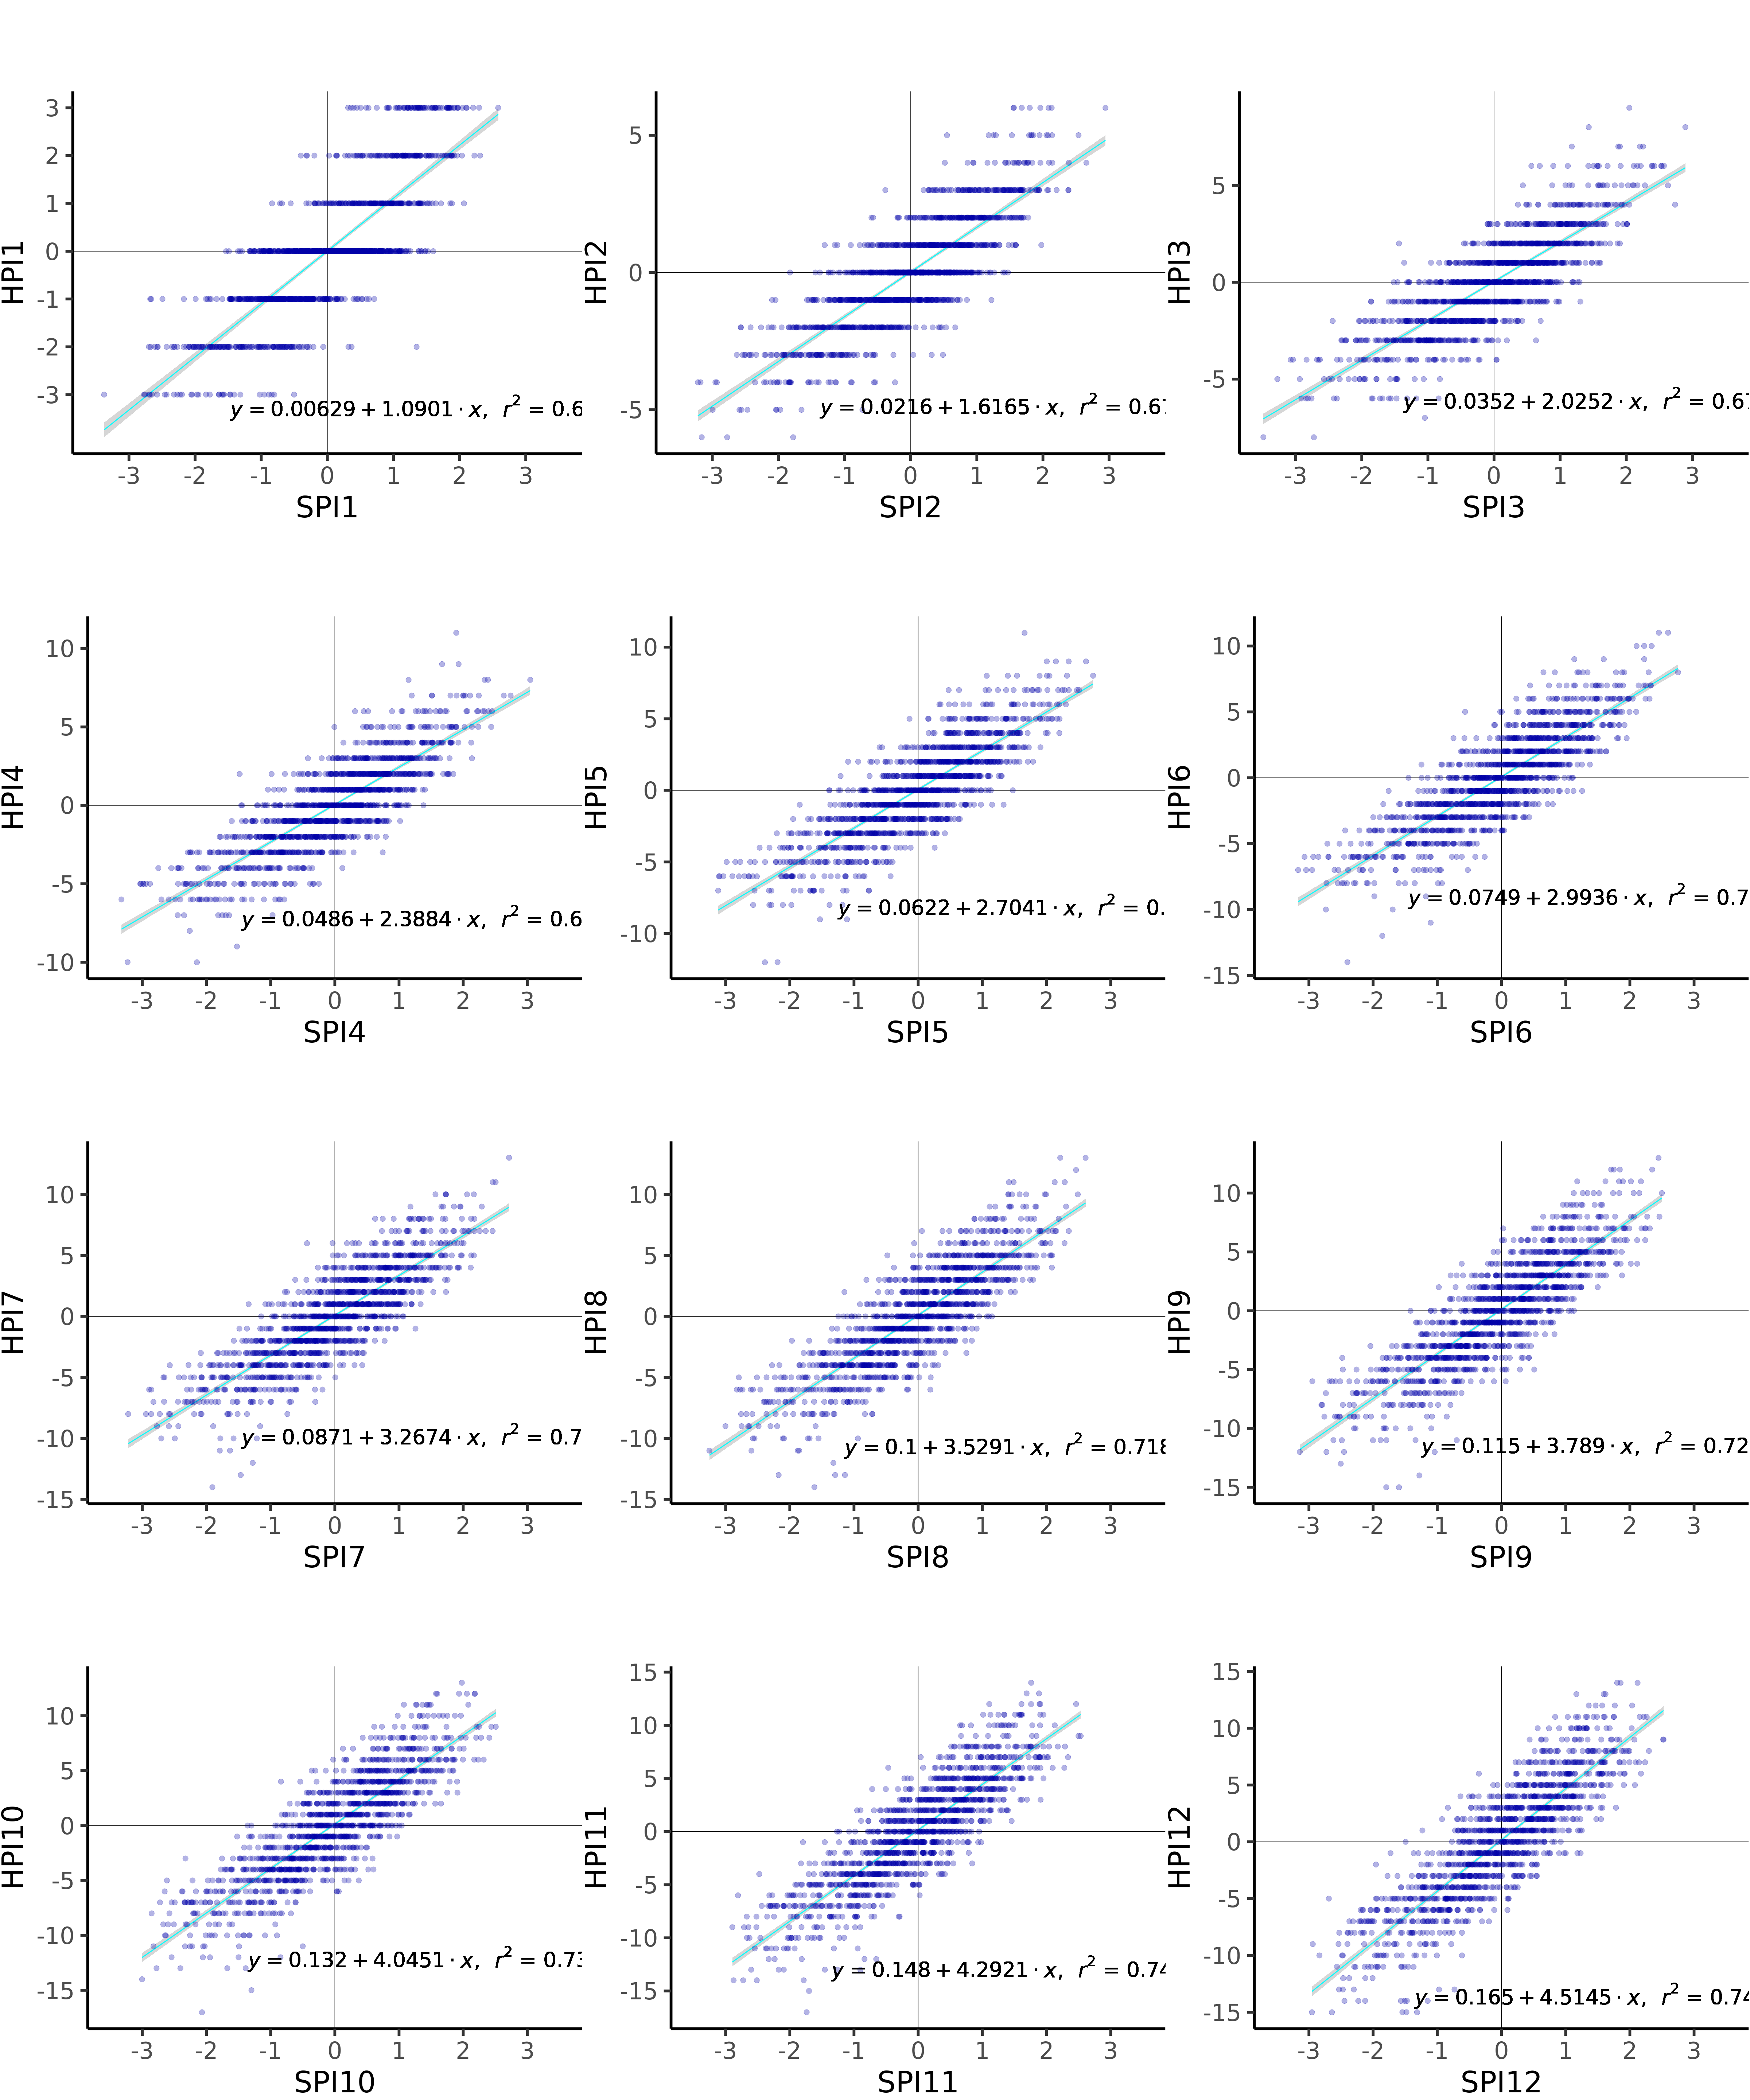 HPI1
3
2
1
0
-1
-2
-3
y = 0.00629 + 1.0901 · x, r² = 0.6
-3 -2 -1 0 1 2 3
SPI1
HPI2
5
0
-5
y = 0.0216 + 1.6165 · x, r² = 0.67
-3 -2 -1 0 1 2 3
SPI2
HPI3
5
0
-5
y = 0.0352 + 2.0252 · x, r² = 0.67
-3 -2 -1 0 1 2 3
SPI3
HPI4
10
5
0
-5
-10
y = 0.0486 + 2.3884 · x, r² = 0.6
-3 -2 -1 0 1 2 3
SPI4
HPI5
10
5
0
-5
-10
y = 0.0622 + 2.7041 · x, r² = 0.
-3 -2 -1 0 1 2 3
SPI5
HPI6
10
5
0
-5
-10
-15
y = 0.0749 + 2.9936 · x, r² = 0.7
-3 -2 -1 0 1 2 3
SPI6
HPI7
10
5
0
-5
-10
-15
y = 0.0871 + 3.2674 · x, r² = 0.7
-3 -2 -1 0 1 2 3
SPI7
HPI8
10
5
0
-5
-10
-15
y = 0.1 + 3.5291 · x, r² = 0.718
-3 -2 -1 0 1 2 3
SPI8
HPI9
10
5
0
-5
-10
-15
y = 0.115 + 3.789 · x, r² = 0.72
-3 -2 -1 0 1 2 3
SPI9
HPI10
10
5
0
-5
-10
-15
y = 0.132 + 4.0451 · x, r² = 0.73
-3 -2 -1 0 1 2 3
SPI10
HPI11
15
10
5
0
-5
-10
-15
y = 0.148 + 4.2921 · x, r² = 0.74
-3 -2 -1 0 1 2 3
SPI11
HPI12
15
10
5
0
-5
-10
-15
y = 0.165 + 4.5145 · x, r² = 0.74
-3 -2 -1 0 1 2 3
SPI12